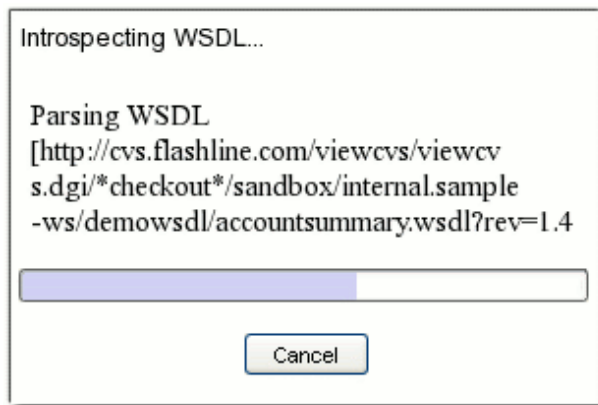 Introspecting WSDL...
Parsing WSDL
[http://cvs.flashline.com/viewcvs/viewcv
s.dgi/*checkout*/sandbox/internal.sample
-ws/demowsdl/accountsummary.wsdl?rev=1.4
Cancel